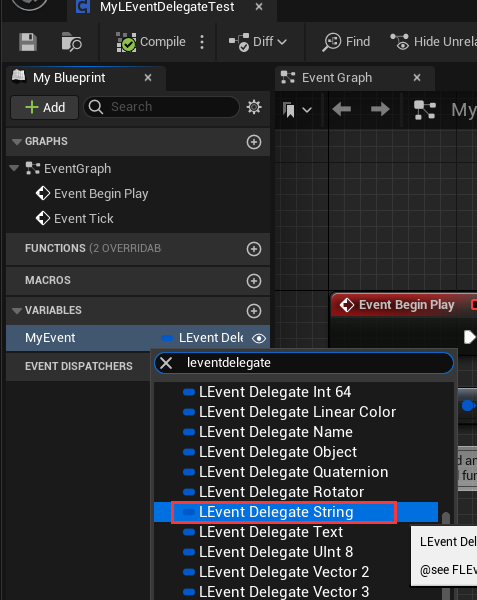 MyLEventDelegateTest
Compile
Diff
Find
Hide Unrela
My Blueprint
Event Graph
Add
Search
My
GRAPHS
EventGraph
Event Begin Play
Event Tick
FUNCTIONS (2 OVERRIDAB
MACROS
VARIABLES
Event Begin Play
MyEvent
LEvent Dele
EVENT DISPATCHERS
leventdelegate
LEvent Delegate Int 64
LEvent Delegate Linear Color
LEvent Delegate Name
LEvent Delegate Object
LEvent Delegate Quaternion
LEvent Delegate Rotator
LEvent Delegate String
LEvent Delegate Text
LEvent Delegate UInt 8
LEvent Delegate Vector 2
LEvent Delegate Vector 3
LEvent Del
@see FLEv